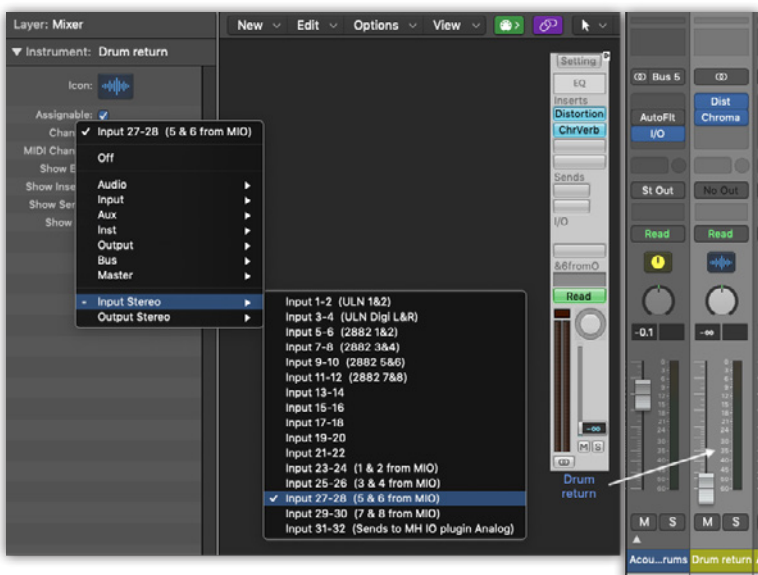 Layer: Mixer
New Edit Options View
Instrument: Drum return
Icon:
Assignable:
Chan
MIDI Chan
Show E
Show Inse
Show Ser
Show
Input 27-28 (5 & 6 from MIO)
Off
Audio
Input
Aux
Inst
Output
Bus
Master
Input Stereo
Output Stereo
Input 1-2 (ULN 1&2)
Input 3-4 (ULN Digi L&R)
Input 5-6 (2882 1&2)
Input 7-8 (2882 3&4)
Input 9-10 (2882 5&6)
Input 11-12 (2882 7&8)
Input 13-14
Input 15-16
Input 17-18
Input 19-20
Input 21-22
Input 23-24 (1 & 2 from MIO)
Input 25-26 (3 & 4 from MIO)
Input 27-28 (5 & 6 from MIO)
Input 29-30 (7 & 8 from MIO)
Input 31-32 (Sends to MH IO plugin Analog)
Setting
EQ
Inserts
Distortion
ChrVerb
Sends
I/O
&6fromO
Read
-∞
M S
Drum
return
Bus 5
AutoFlt
I/O
St Out
Read
-0.1
M S
Acou...rums
Dist
Chroma
No Out
Read
-∞
M S
Drum return